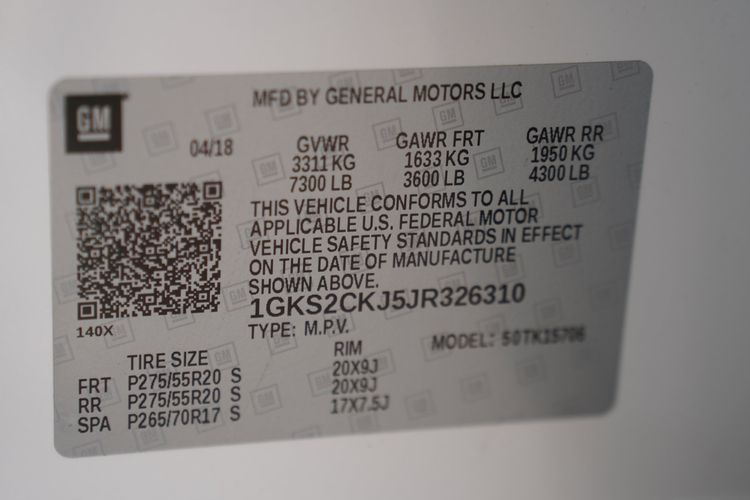 GM
MFD BY GENERAL MOTORS LLC
04/18 GVWR GAWR FRT GAWR RR
3311 KG 1633 KG 1950 KG
7300 LB 3600 LB 4300 LB
THIS VEHICLE CONFORMS TO ALL
APPLICABLE U.S. FEDERAL MOTOR
VEHICLE SAFETY STANDARDS IN EFFECT
ON THE DATE OF MANUFACTURE
SHOWN ABOVE.
1GKS2CKJ5JR326310
140X
TYPE: M.P.V. MODEL: 50TK15706
TIRE SIZE RIM
FRT P275/55R20 S 20X9J
RR P275/55R20 S 20X9J
SPA P265/70R17 S 17X7.5J